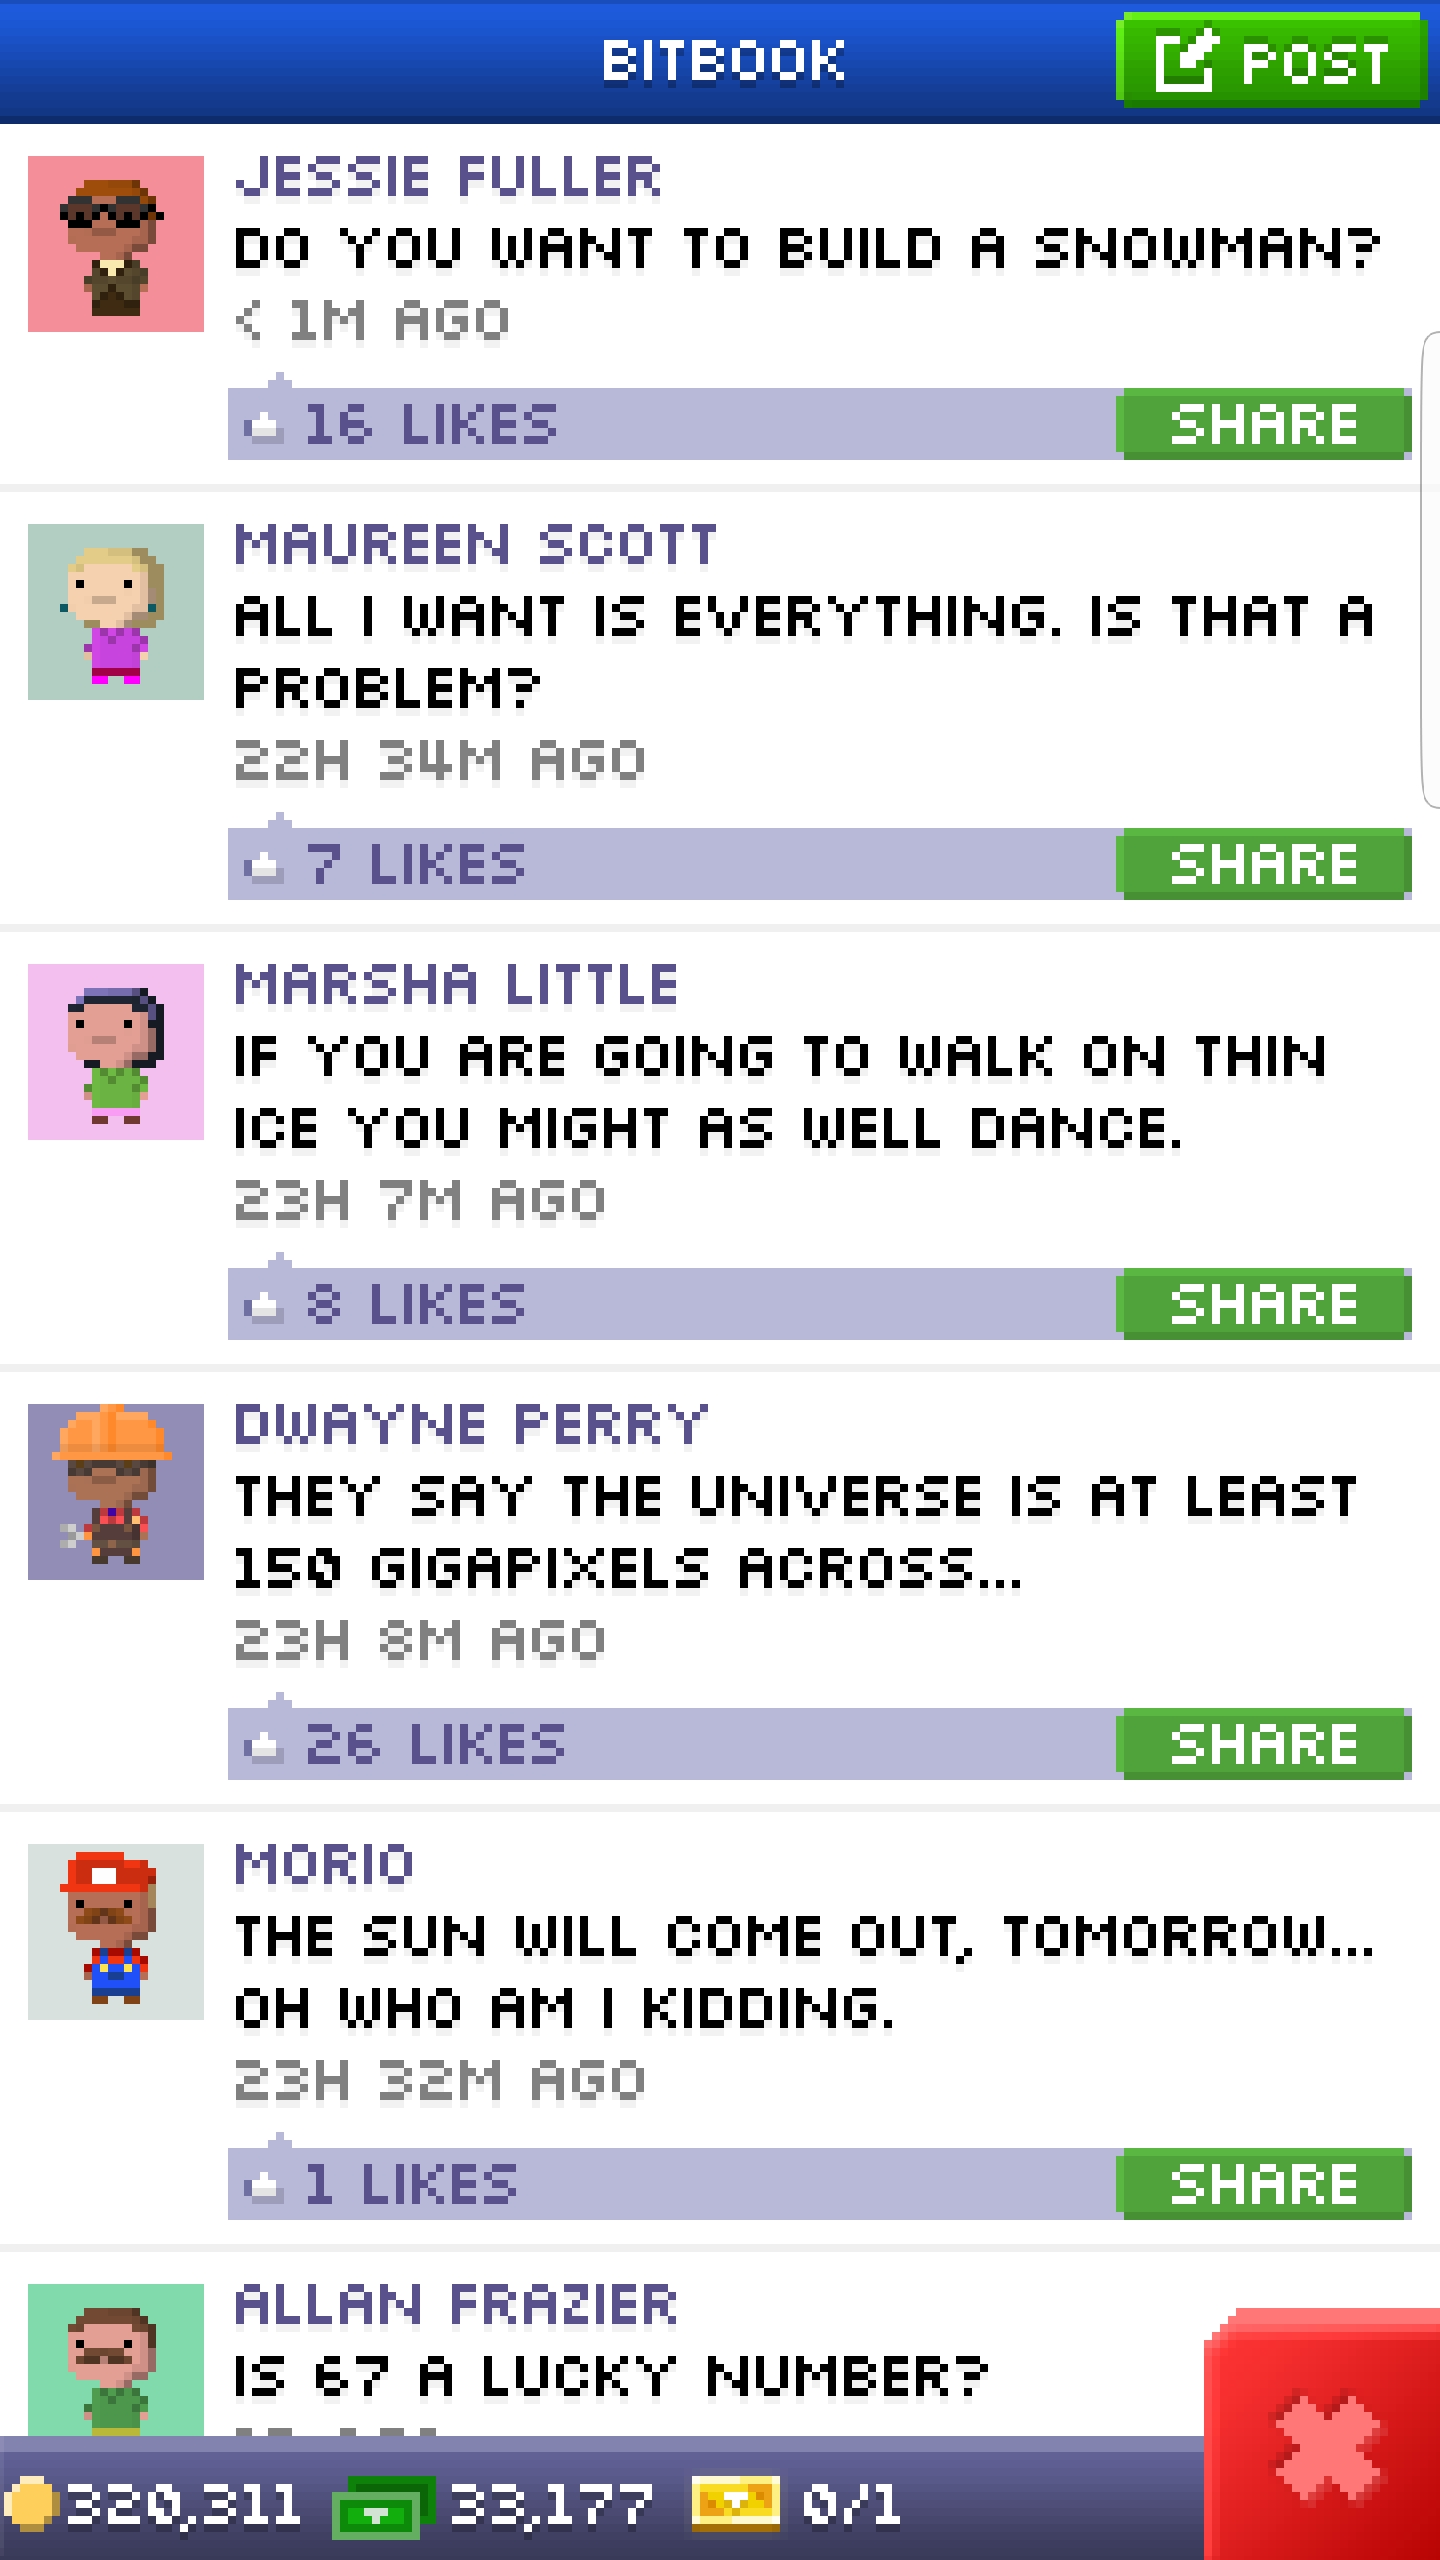 BITBOOK
POST
JESSIE FULLER
DO YOU WANT TO BUILD A SNOWMAN?
< 1M AGO
16 LIKES
SHARE
MAUREEN SCOTT
ALL I WANT IS EVERYTHING. IS THAT A
PROBLEM?
22H 34M AGO
7 LIKES
SHARE
MARSHA LITTLE
IF YOU ARE GOING TO WALK ON THIN
ICE YOU MIGHT AS WELL DANCE.
23H 7M AGO
8 LIKES
SHARE
DWAYNE PERRY
THEY SAY THE UNIVERSE IS AT LEAST
150 GIGAPIXELS ACROSS...
23H 8M AGO
26 LIKES
SHARE
MORIO
THE SUN WILL COME OUT, TOMORROW...
OH WHO AM I KIDDING.
23H 32M AGO
1 LIKES
SHARE
ALLAN FRAZIER
IS 67 A LUCKY NUMBER?
320,311
33,177
0/1